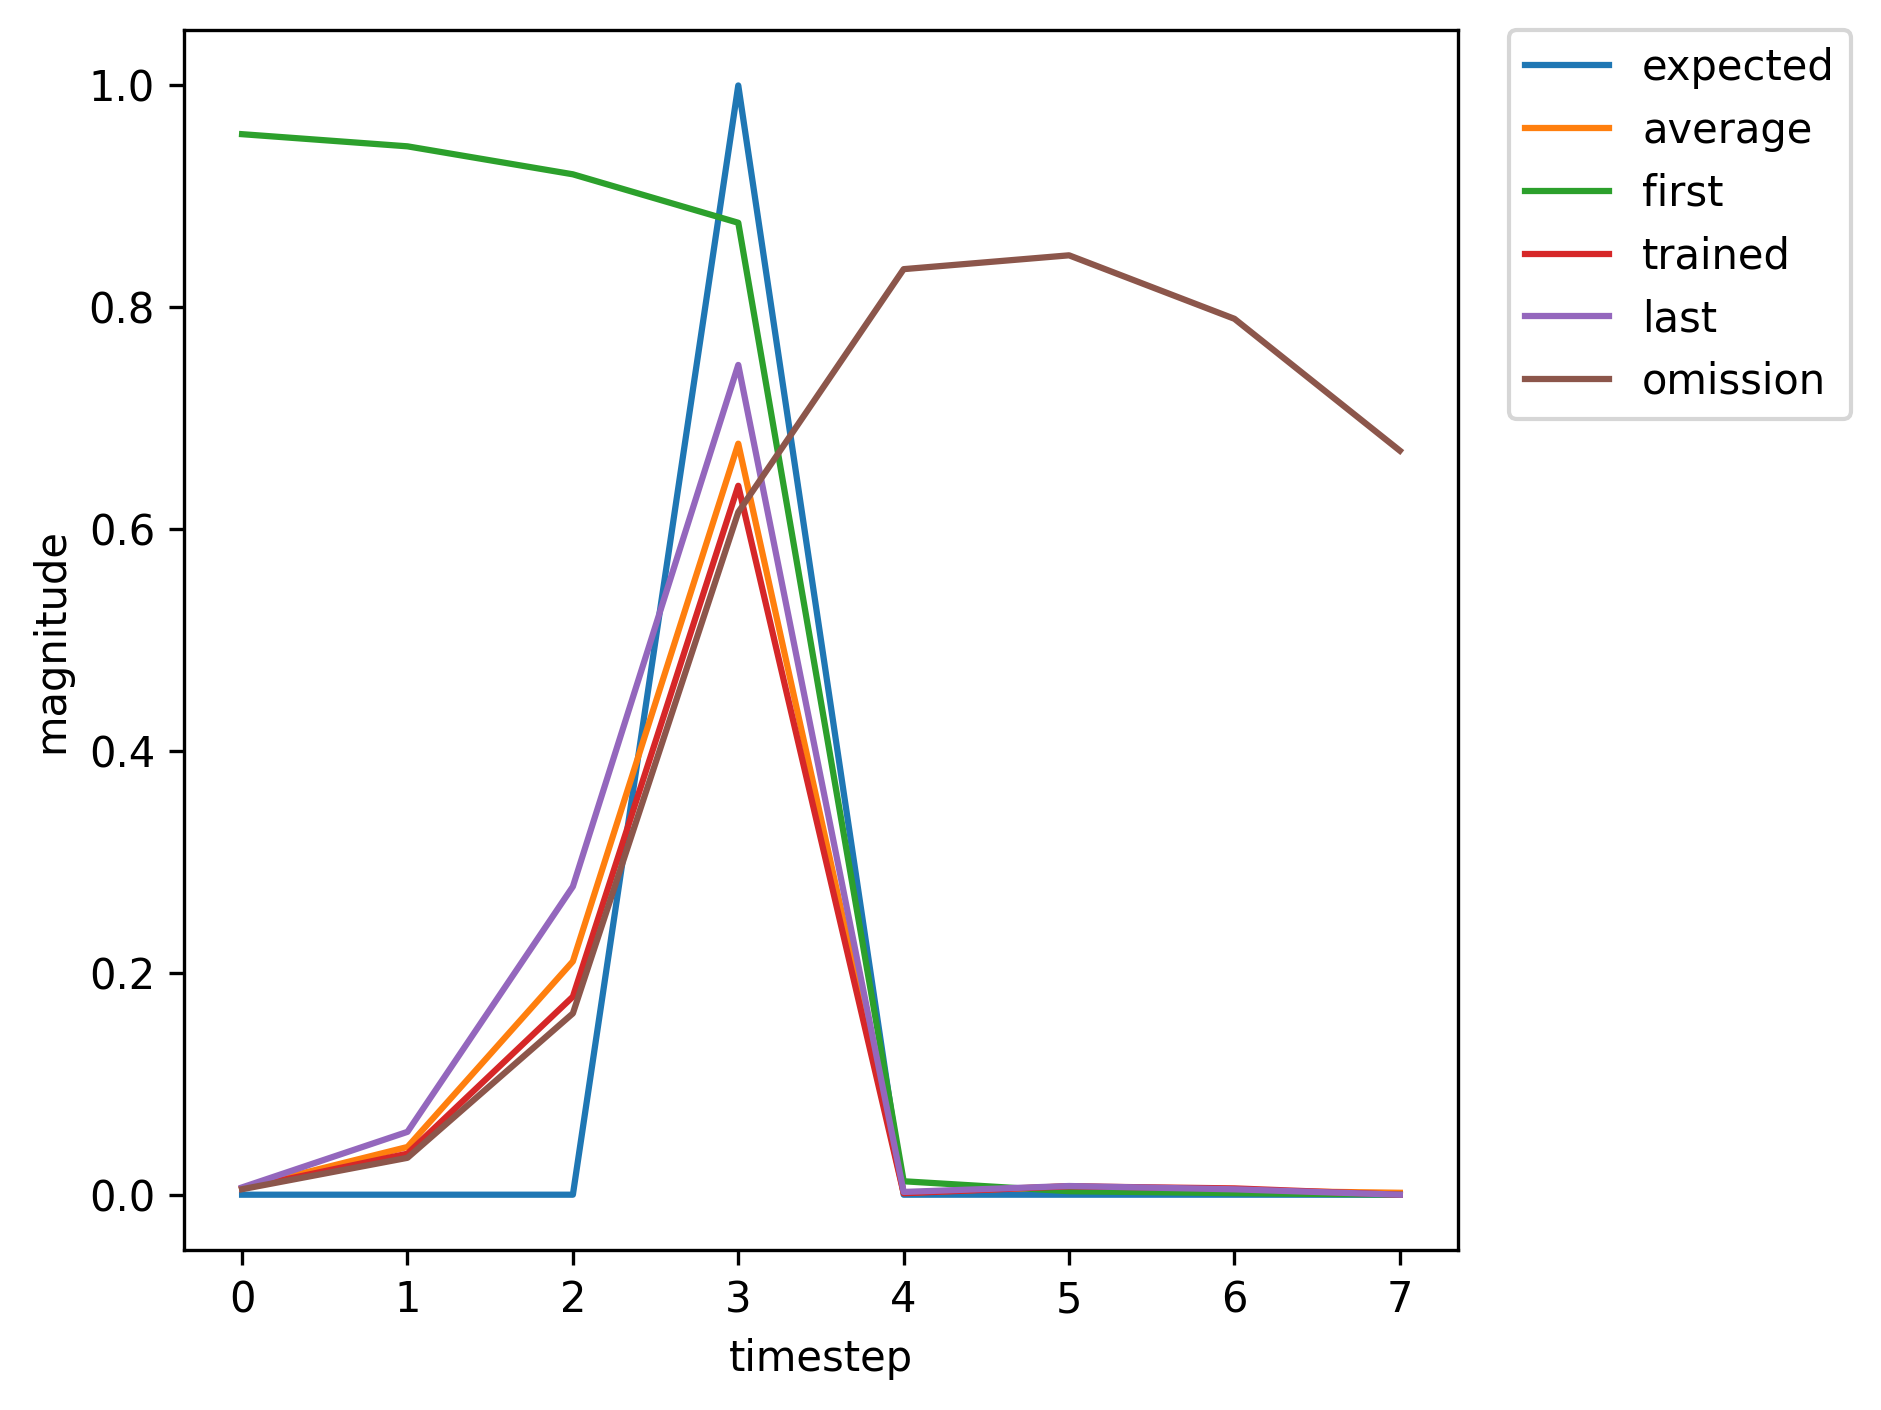 expected
average
first
trained
last
omission
1.0
0.8
0.6
0.4
0.2
0.0
magnitude
0 1 2 3 4 5 6 7
timestep